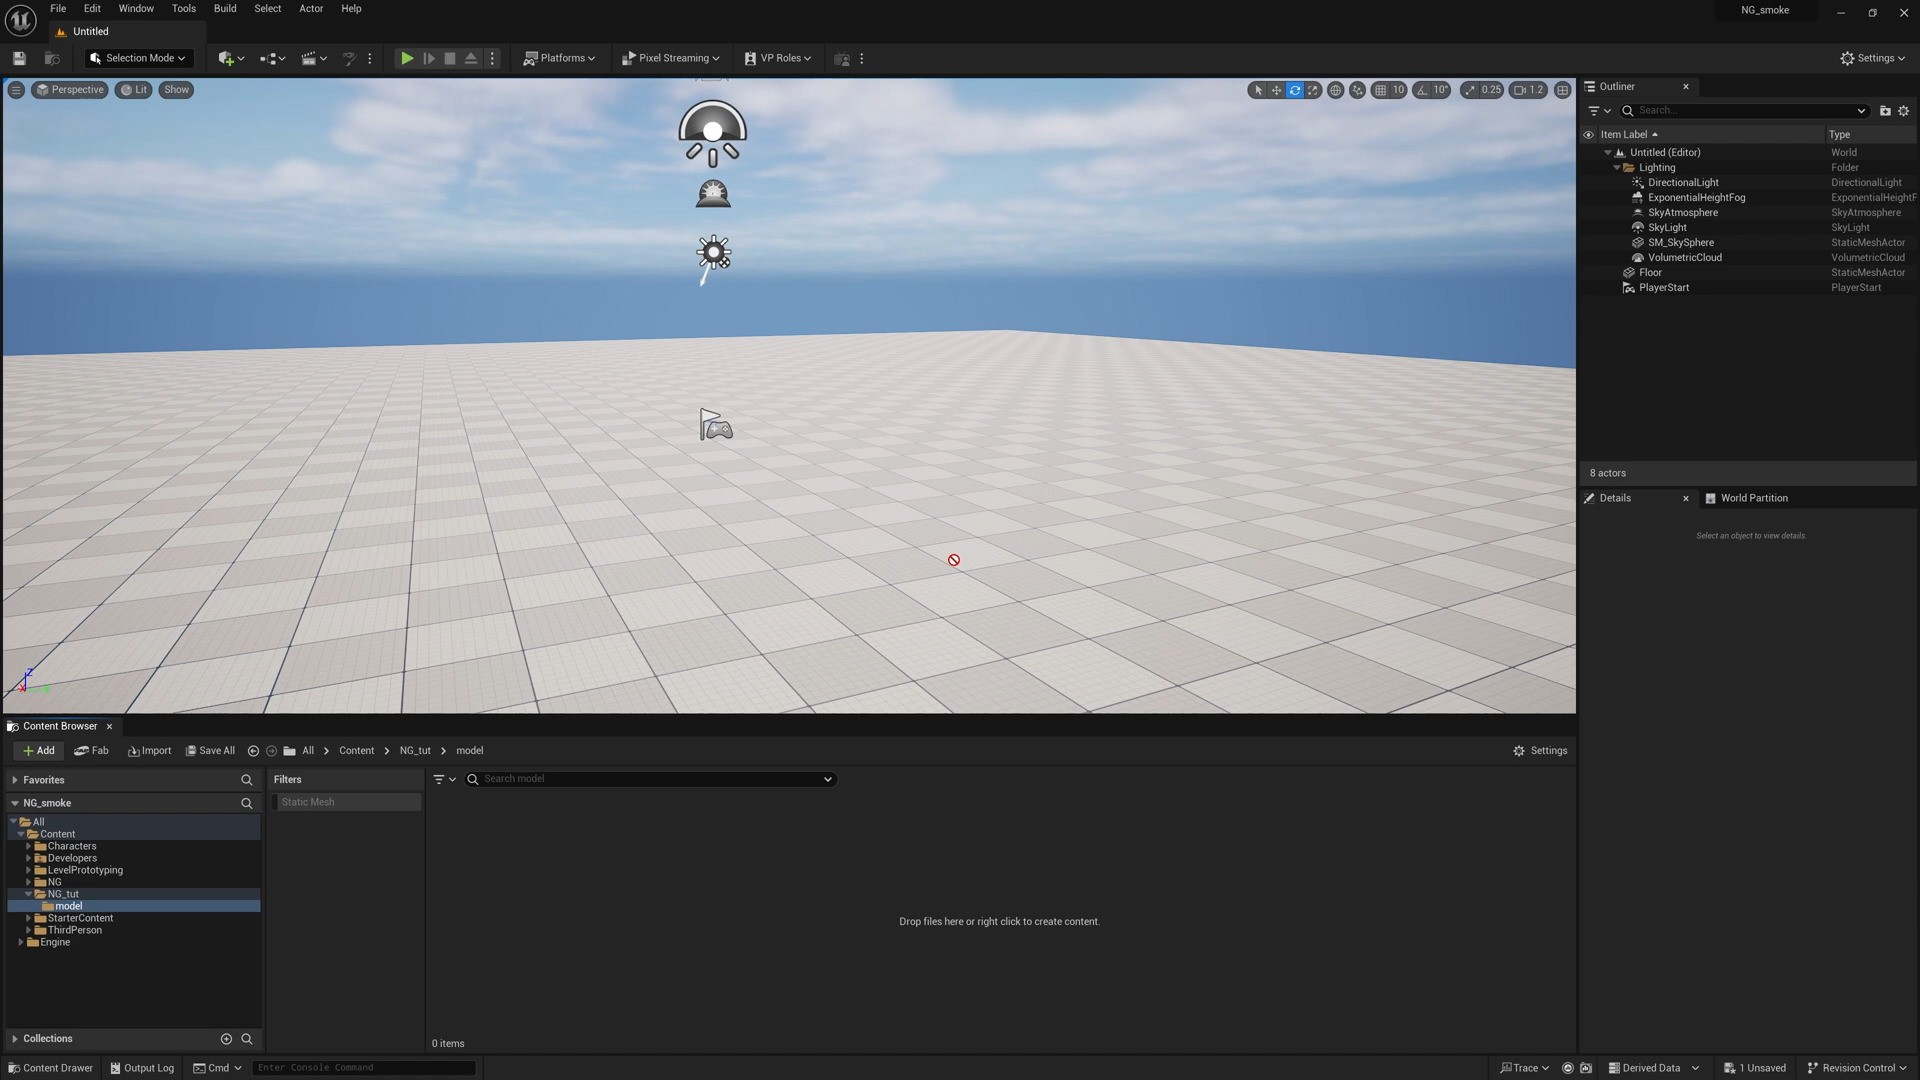 File Edit Window Tools Build Select Actor Help
NG_smoke
Untitled
Selection Mode
Platforms
Pixel Streaming
VP Roles
Settings
Perspective
Lit
Show
10
10°
0.25
1.2
Outliner
Search...
Item Label Type
Untitled (Editor) World
Lighting Folder
DirectionalLight DirectionalLight
ExponentialHeightFog ExponentialHeightF
SkyAtmosphere SkyAtmosphere
SkyLight SkyLight
SM_SkySphere StaticMeshActor
VolumetricCloud VolumetricCloud
Floor StaticMeshActor
PlayerStart PlayerStart
8 actors
Details
World Partition
Select an object to view details.
Z
Content Browser
Add
Fab
Import
Save All
All
Content
NG_tut
model
Settings
Favorites
Filters
Search model
NG_smoke
Static Mesh
All
Content
Characters
Developers
LevelPrototyping
NG
NG_tut
model
StarterContent
ThirdPerson
Engine
Drop files here or right click to create content.
Collections
0 items
Content Drawer
Output Log
Cmd
Enter Console Command
Trace
Derived Data
1 Unsaved
Revision Control